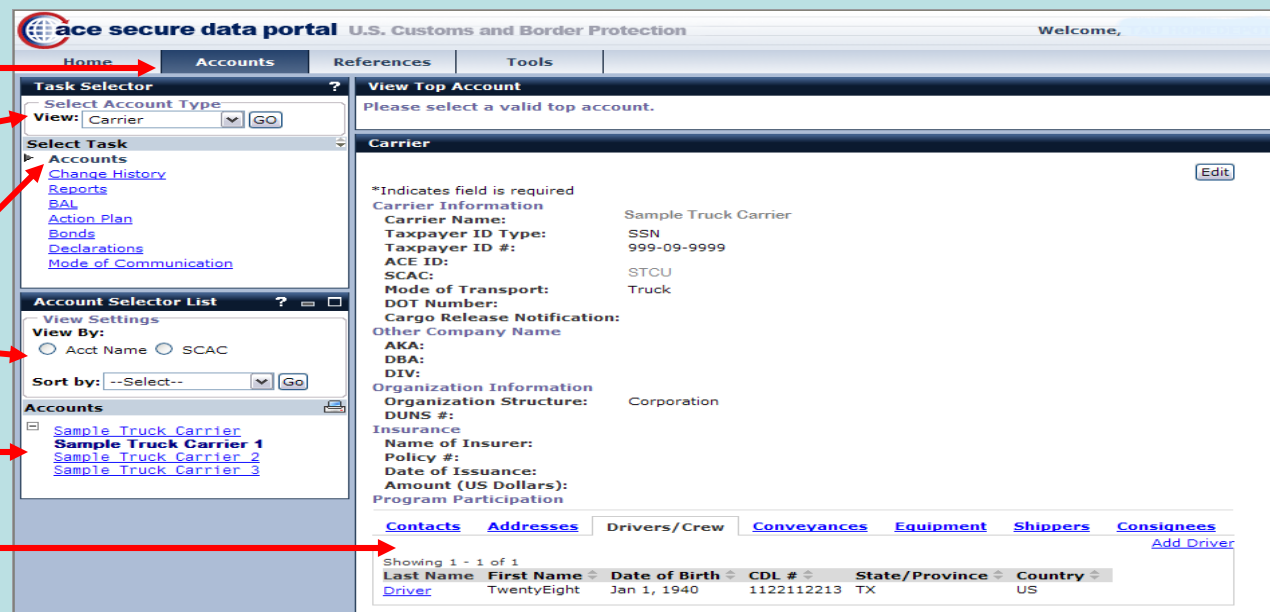 ace secure data portal U.S. Customs and Border Protection Welcome,
Home Accounts References Tools
Task Selector ?
Select Account Type
View: Carrier GO
Select Task
Accounts
Change History
Reports
BAL
Action Plan
Bonds
Declarations
Mode of Communication
Account Selector List ?
View Settings
View By:
Acct Name SCAC
Sort by: --Select-- Go
Accounts
Sample Truck Carrier
Sample Truck Carrier 1
Sample Truck Carrier 2
Sample Truck Carrier 3
View Top Account
Please select a valid top account.
Carrier
Edit
*Indicates field is required
Carrier Information
Carrier Name: Sample Truck Carrier
Taxpayer ID Type: SSN
Taxpayer ID #: 999-09-9999
ACE ID:
SCAC: STCU
Mode of Transport: Truck
DOT Number:
Cargo Release Notification:
Other Company Name
AKA:
DBA:
DIV:
Organization Information
Organization Structure: Corporation
DUNS #:
Insurance
Name of Insurer:
Policy #:
Date of Issuance:
Amount (US Dollars):
Program Participation
Contacts Addresses Drivers/Crew Conveyances Equipment Shippers Consignees
Add Driver
Showing 1 - 1 of 1
Last Name First Name Date of Birth CDL # State/Province Country
Driver TwentyEight Jan 1, 1940 1122112213 TX US